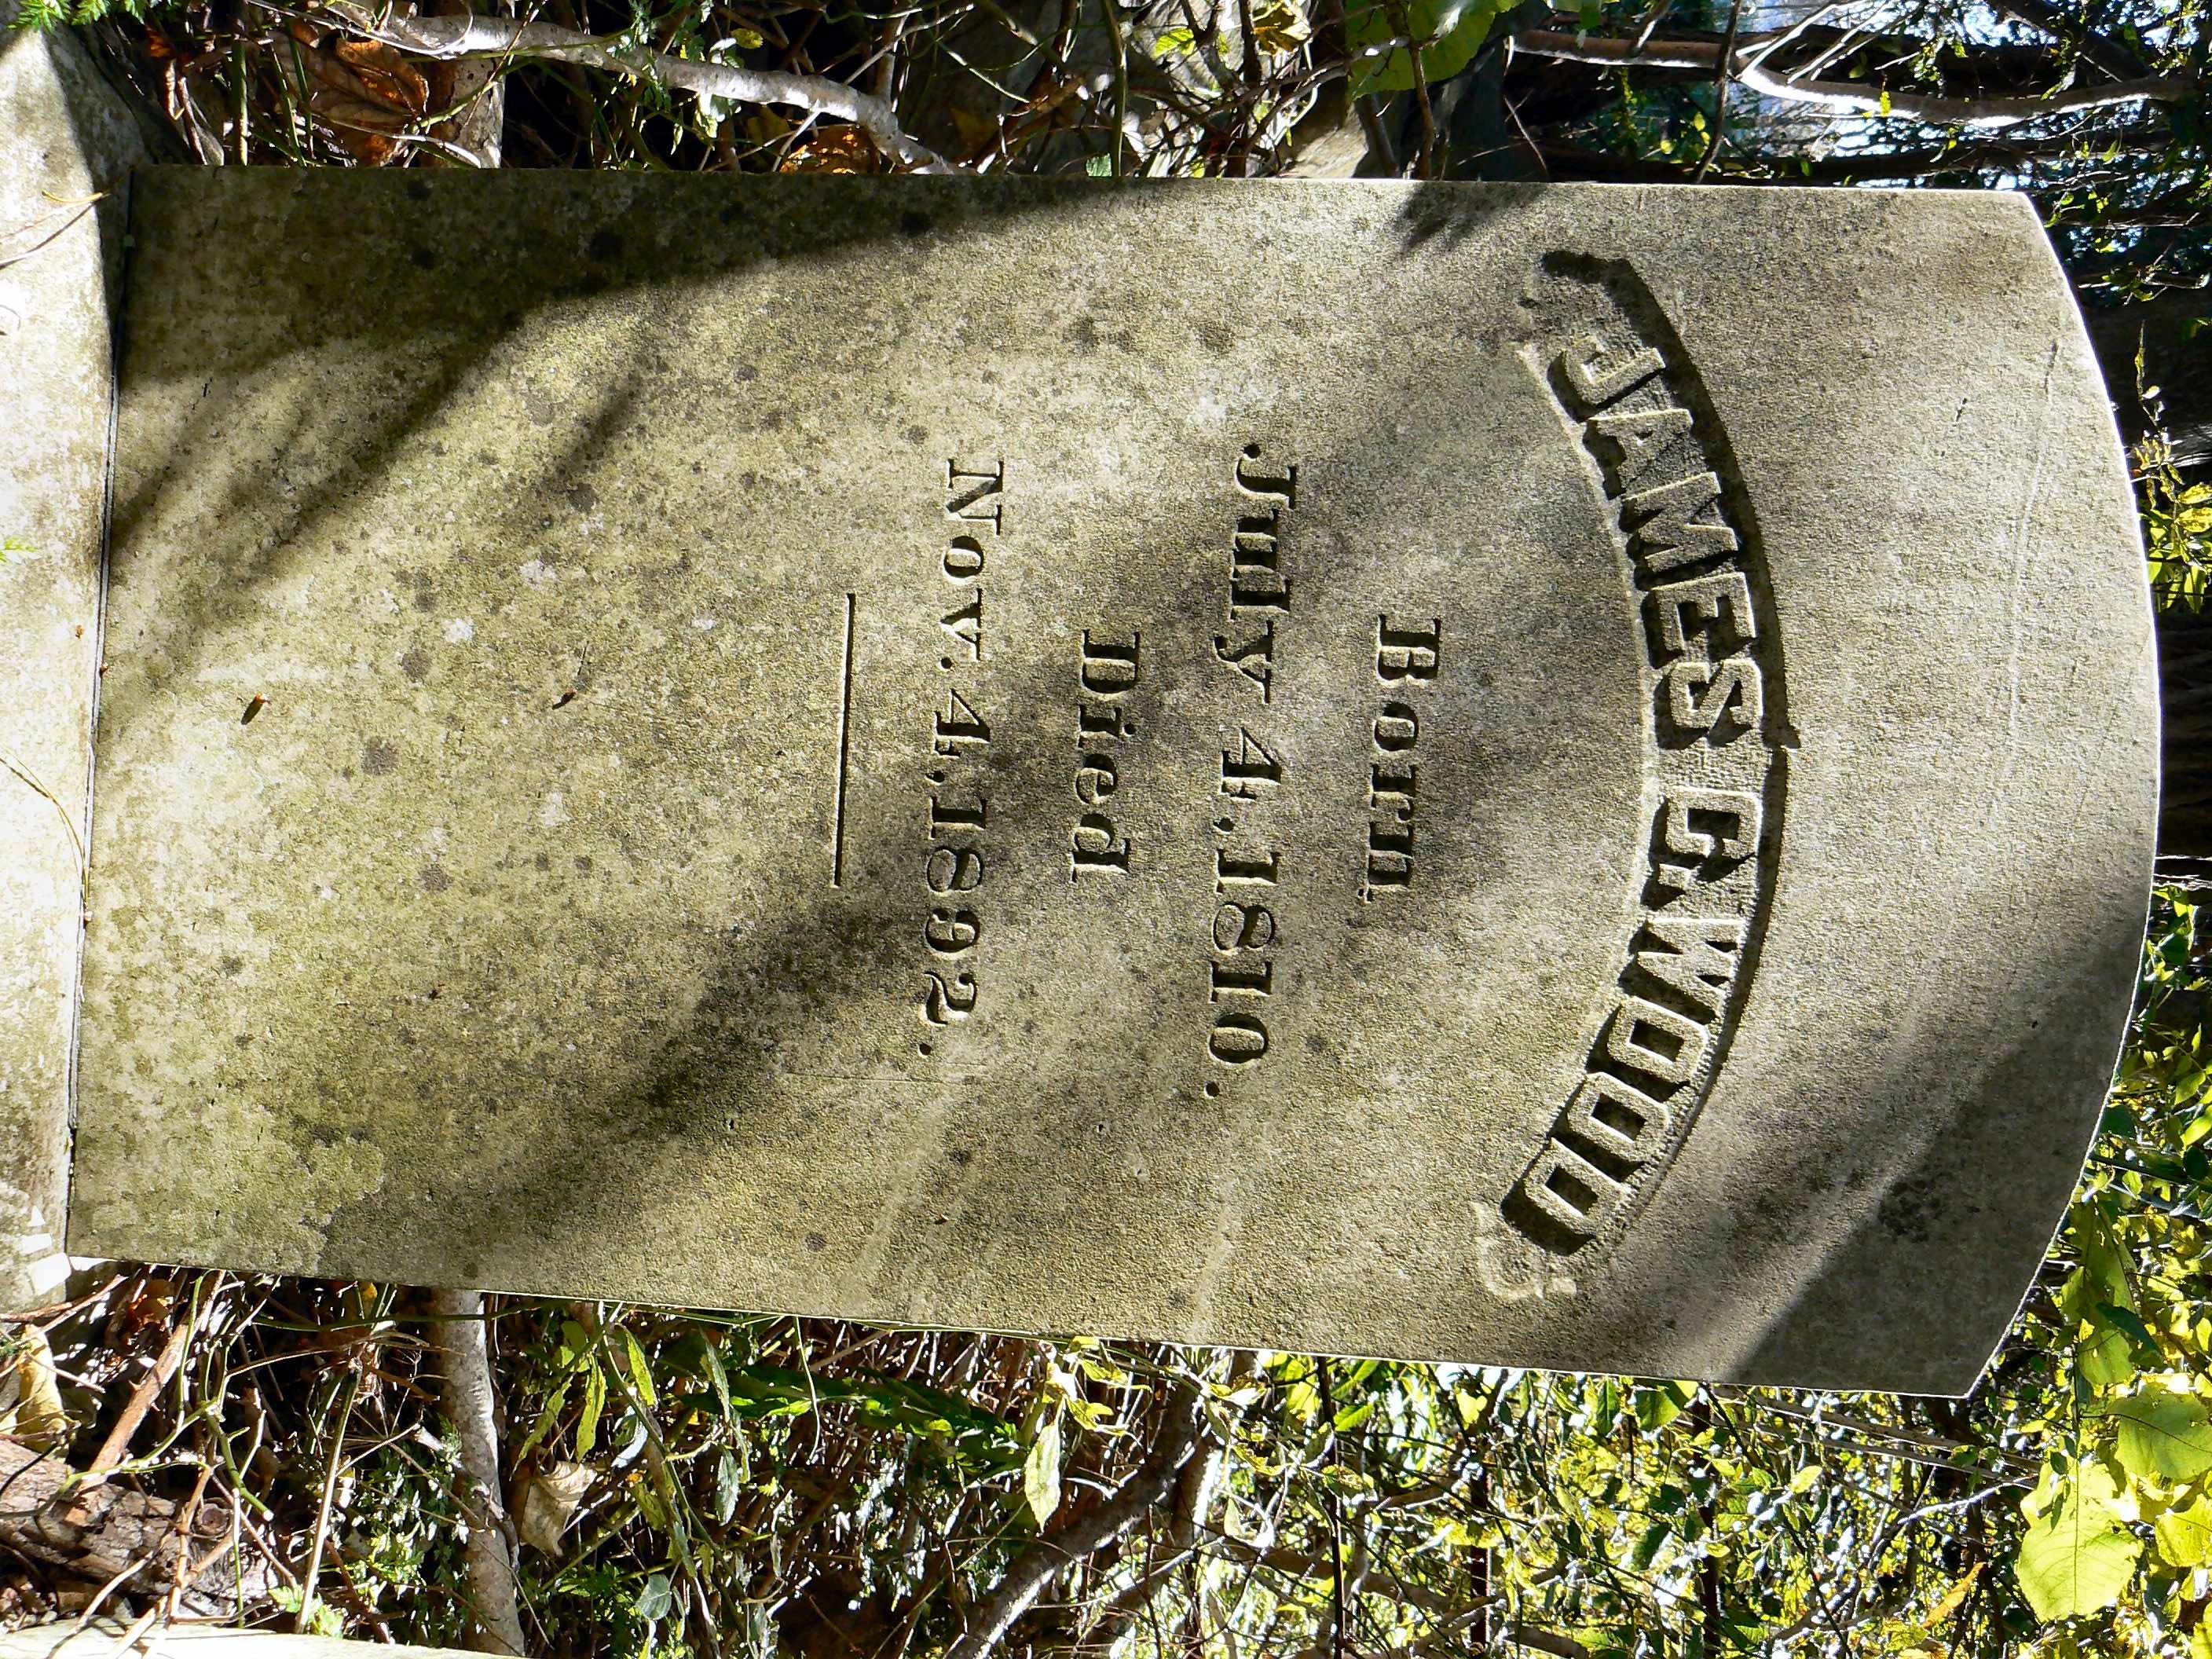 JAMES C. WOOD
Born
July 4, 1810.
Died
Nov. 4, 1892.